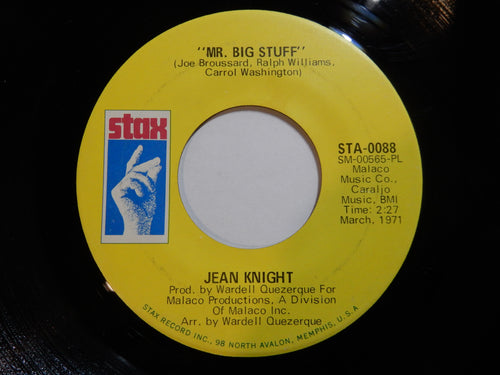 "MR. BIG STUFF"
(Joe Broussard, Ralph Williams,
Carrol Washington)
stax
STA-0088
SM-00565-PL
Malaco
Music Co.,
Caraljo
Music, BMI
Time: 2:27
March, 1971
JEAN KNIGHT
Prod. by Wardell Quezerque For
Malaco Productions, A Division
Of Malaco Inc.
Arr. by Wardell Quezerque
STAX RECORD INC., 98 NORTH AVALON, MEMPHIS, U.S.A